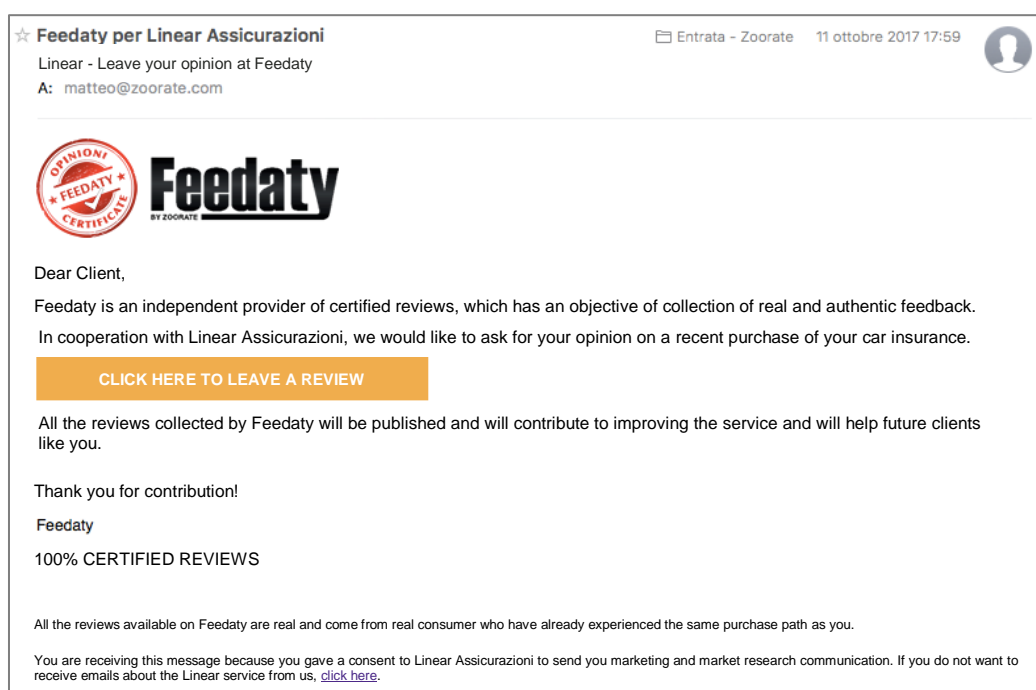 Feedaty per Linear Assicurazioni
Entrata - Zoorate 11 ottobre 2017 17:59
Linear - Leave your opinion at Feedaty
A: matteo@zoorate.com
OPINIONI
FEEDATY
CERTIFICATE
Feedaty
BY ZOORATE
Dear Client,
Feedaty is an independent provider of certified reviews, which has an objective of collection of real and authentic feedback.
In cooperation with Linear Assicurazioni, we would like to ask for your opinion on a recent purchase of your car insurance.
CLICK HERE TO LEAVE A REVIEW
All the reviews collected by Feedaty will be published and will contribute to improving the service and will help future clients
like you.
Thank you for contribution!
Feedaty
100% CERTIFIED REVIEWS
All the reviews available on Feedaty are real and come from real consumer who have already experienced the same purchase path as you.
You are receiving this message because you gave a consent to Linear Assicurazioni to send you marketing and market research communication. If you do not want to
receive emails about the Linear service from us, click here.